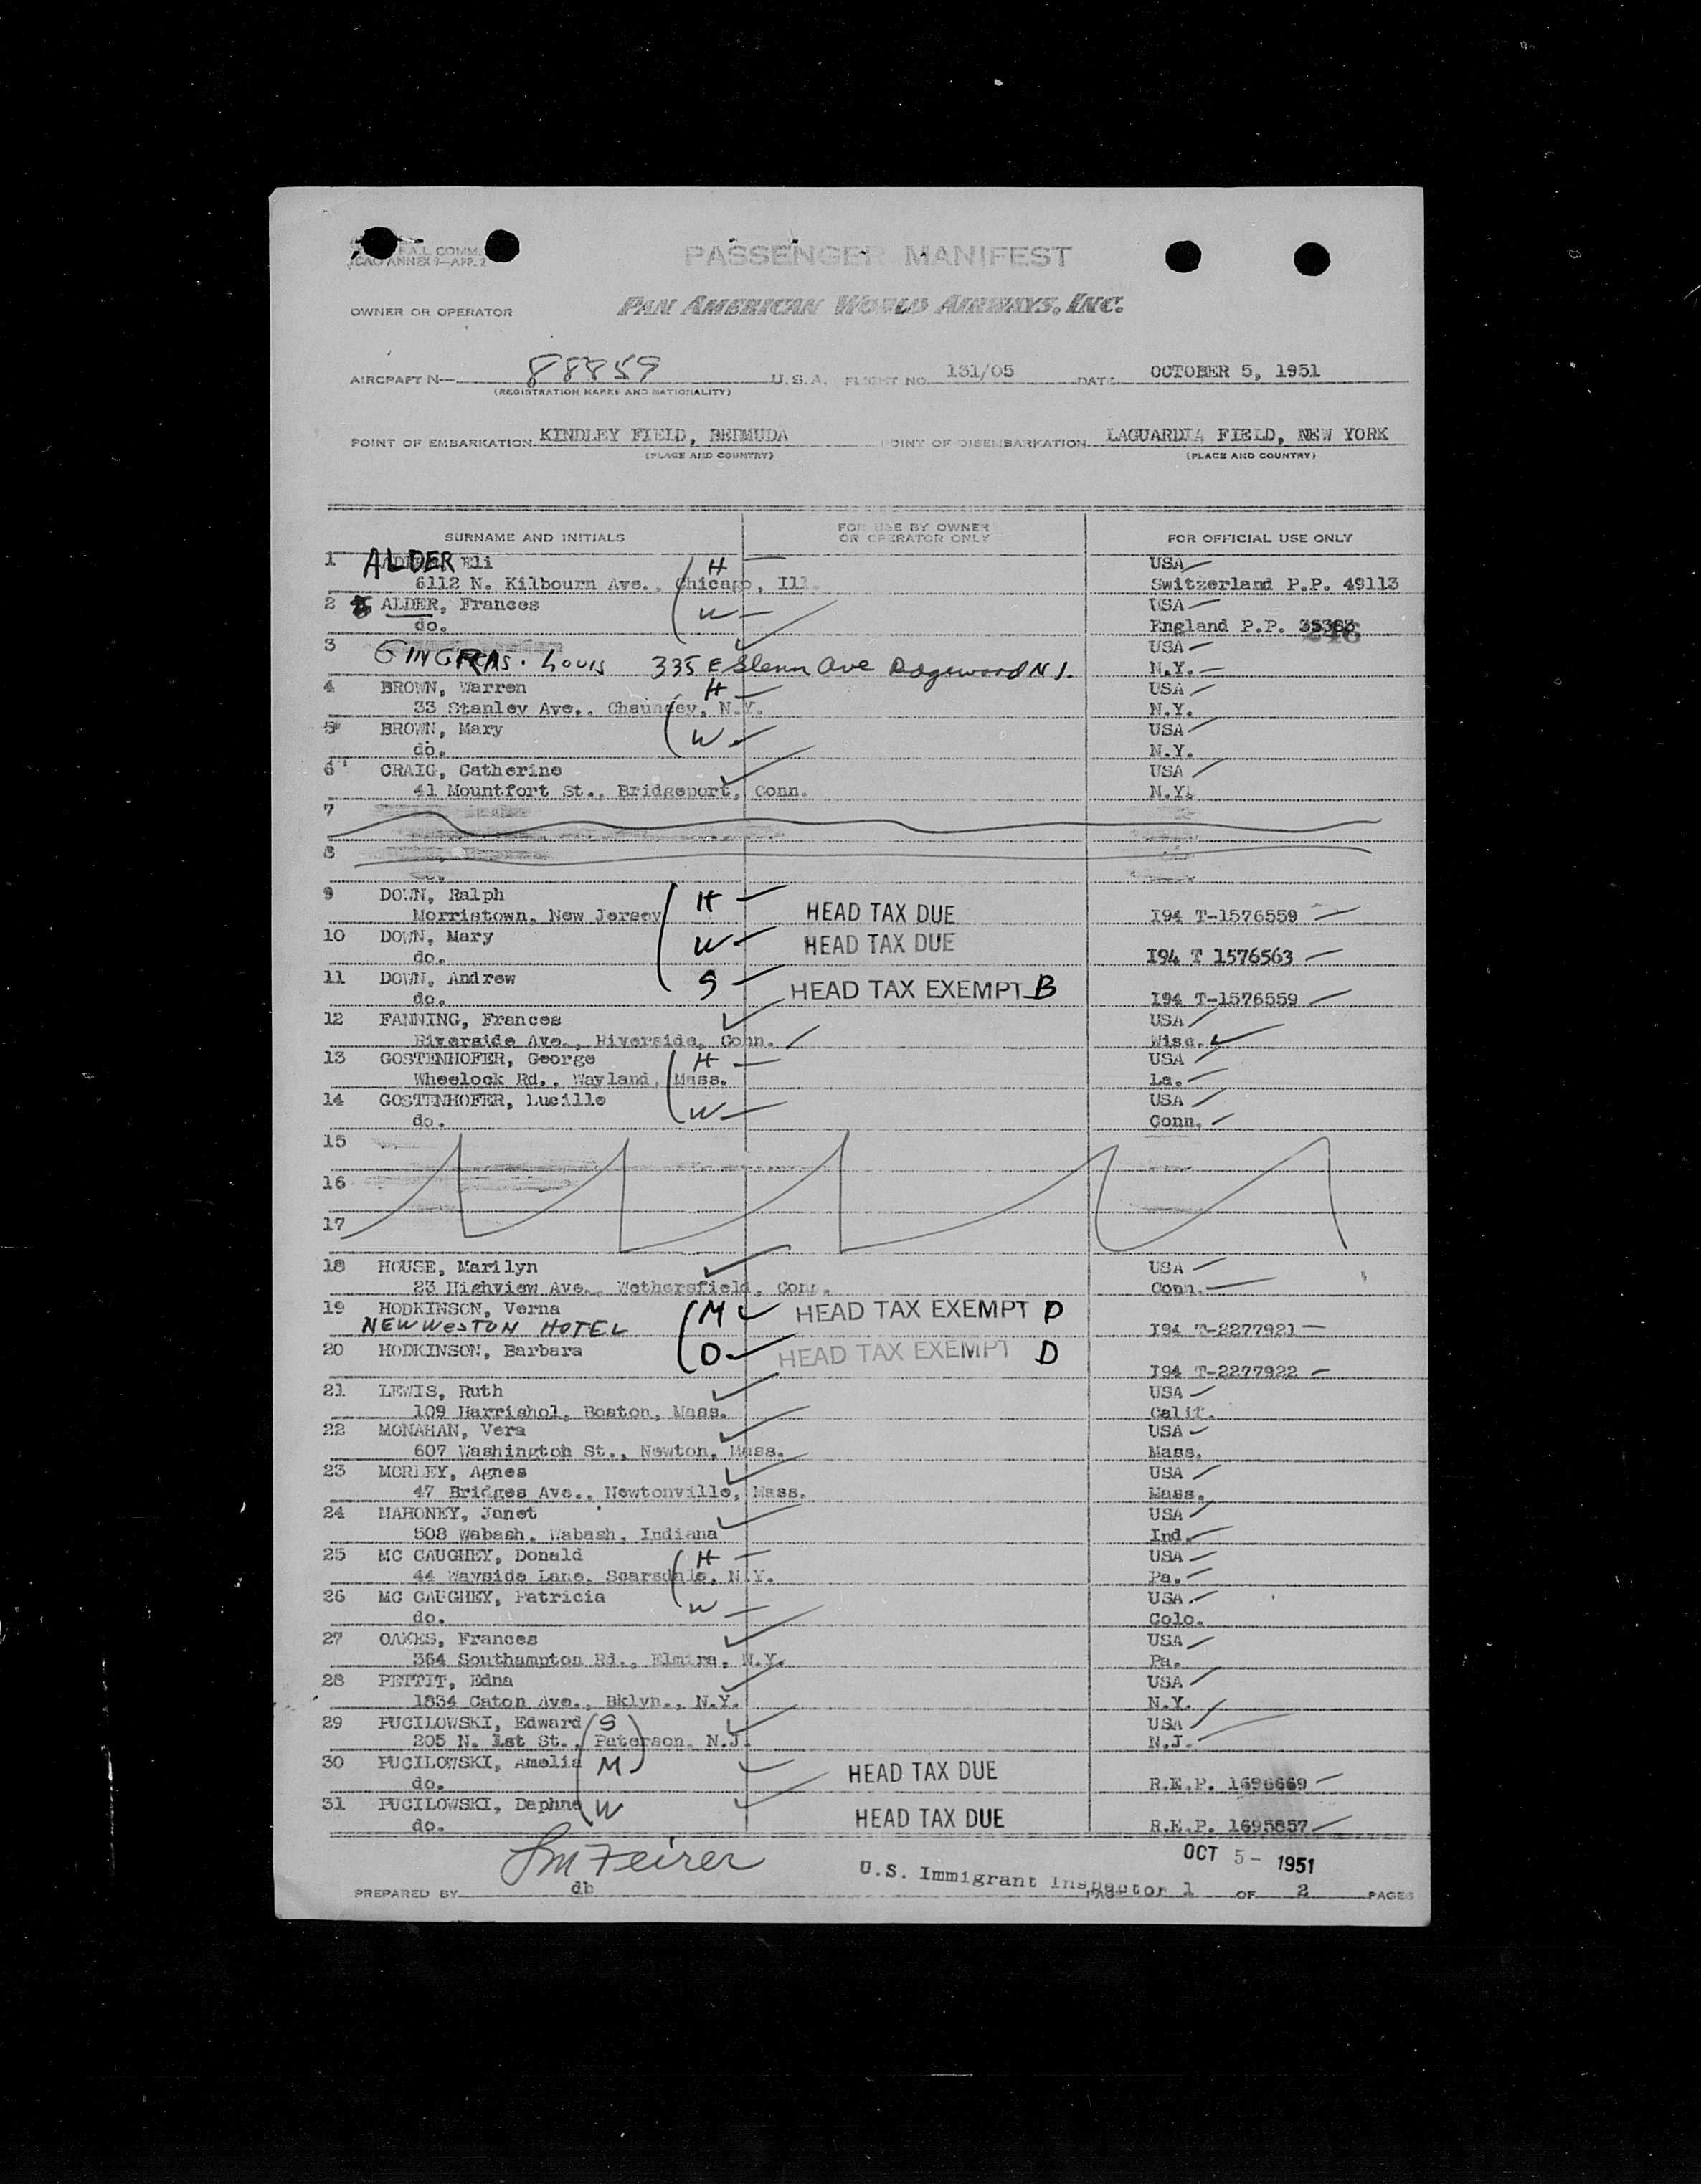 F.A.L. COMM.
ICAO ANNEX 9—APP. 2
PASSENGER MANIFEST
OWNER OR OPERATOR PAN AMERICAN WORLD AIRWAYS, INC.
AIRCRAFT N— 88859 U.S.A. FLIGHT NO. 131/05 DATE OCTOBER 5, 1951
(REGISTRATION MARKS AND NATIONALITY)
POINT OF EMBARKATION KINDLEY FIELD, BERMUDA POINT OF DISEMBARKATION LAGUARDIA FIELD, NEW YORK
(PLACE AND COUNTRY) (PLACE AND COUNTRY)
SURNAME AND INITIALS FOR USE BY OWNER OR OPERATOR ONLY FOR OFFICIAL USE ONLY
1 ALDER Eli H USA
6112 N. Kilbourn Ave., Chicago, Ill. Switzerland P.P. 49113
2 ALDER, Frances W USA
do. England P.P.
246
3 USA
GINGRAS. Louis 335 E Glenn Ave Ridgewood N J. N.Y.
4 BROWN, Warren H USA
33 Stanley Ave., Chauncey, N.Y. N.Y.
5 BROWN, Mary W USA
do. N.Y.
6 CRAIG, Catherine USA
41 Mountfort St., Bridgeport, Conn. N.Y.
7
8
9 DOWN, Ralph H
Morristown, New Jersey HEAD TAX DUE I94 T-1576559
10 DOWN, Mary W HEAD TAX DUE
do. I94 T 1576563
11 DOWN, Andrew S HEAD TAX EXEMPT B
do. I94 T-1576559
12 FANNING, Frances USA
Riverside Ave., Riverside, Conn. Wisc.
13 GOSTENHOFER, George H USA
Wheelock Rd., Wayland, Mass. La.
14 GOSTENHOFER, Lucille W USA
do. Conn.
15
16
17
18 HOUSE, Marilyn USA
23 Highview Ave., Wethersfield, Conn. Conn.
19 HODKINSON, Verna M HEAD TAX EXEMPT D
NEW WESTON HOTEL I94 T-2277921
20 HODKINSON, Barbara D HEAD TAX EXEMPT D
I94 T-2277922
21 LEWIS, Ruth USA
109 Harrishol, Boston, Mass. Calif.
22 MONAHAN, Vera USA
607 Washington St., Newton, Mass. Mass.
23 MORLEY, Agnes USA
47 Bridges Ave., Newtonville, Mass. Mass.
24 MAHONEY, Janet USA
508 Wabash, Wabash, Indiana Ind.
25 MC CAUGHEY, Donald H USA
44 Wayside Lane, Scarsdale, N.Y. Pa.
26 MC CAUGHEY, Patricia W USA
do. Colo.
27 OAKES, Frances USA
364 Southampton Rd., Elmira, N.Y. Pa.
28 PETTIT, Edna USA
1834 Caton Ave., Bklyn., N.Y. N.Y.
29 PUCILOWSKI, Edward S USA
205 N. 1st St., Paterson, N.J. N.J.
30 PUCILOWSKI, Amelia M HEAD TAX DUE
do. R.E.P. 1696669
31 PUCILOWSKI, Daphne W HEAD TAX DUE
do. R.E.P. 1695857
OCT 5 - 1951
U.S. Immigrant Inspector
PREPARED BY db 1 OF 2 PAGES